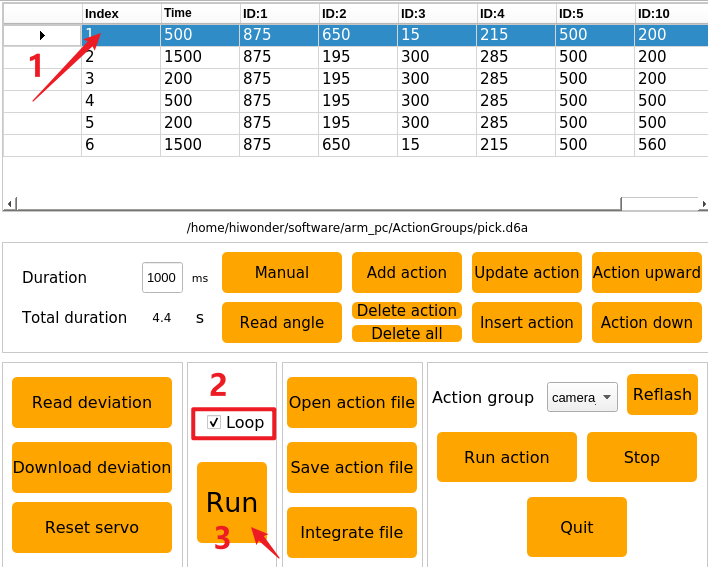 Index Time ID:1 ID:2 ID:3 ID:4 ID:5 ID:10
1 500 875 650 15 215 500 200
1
2 1500 875 195 300 285 500 200
3 200 875 195 300 285 500 200
4 500 875 195 300 285 500 500
5 200 875 195 300 285 500 500
6 1500 875 650 15 215 500 560
/home/hiwonder/software/arm_pc/ActionGroups/pick.d6a
Duration 1000 ms Manual Add action Update action Action upward
Total duration 4.4 s Read angle Delete action Insert action Action down
Delete all
Read deviation
Download deviation
Reset servo
2
Loop
Run
3
Open action file
Save action file
Integrate file
Action group camera Reflash
Run action Stop
Quit